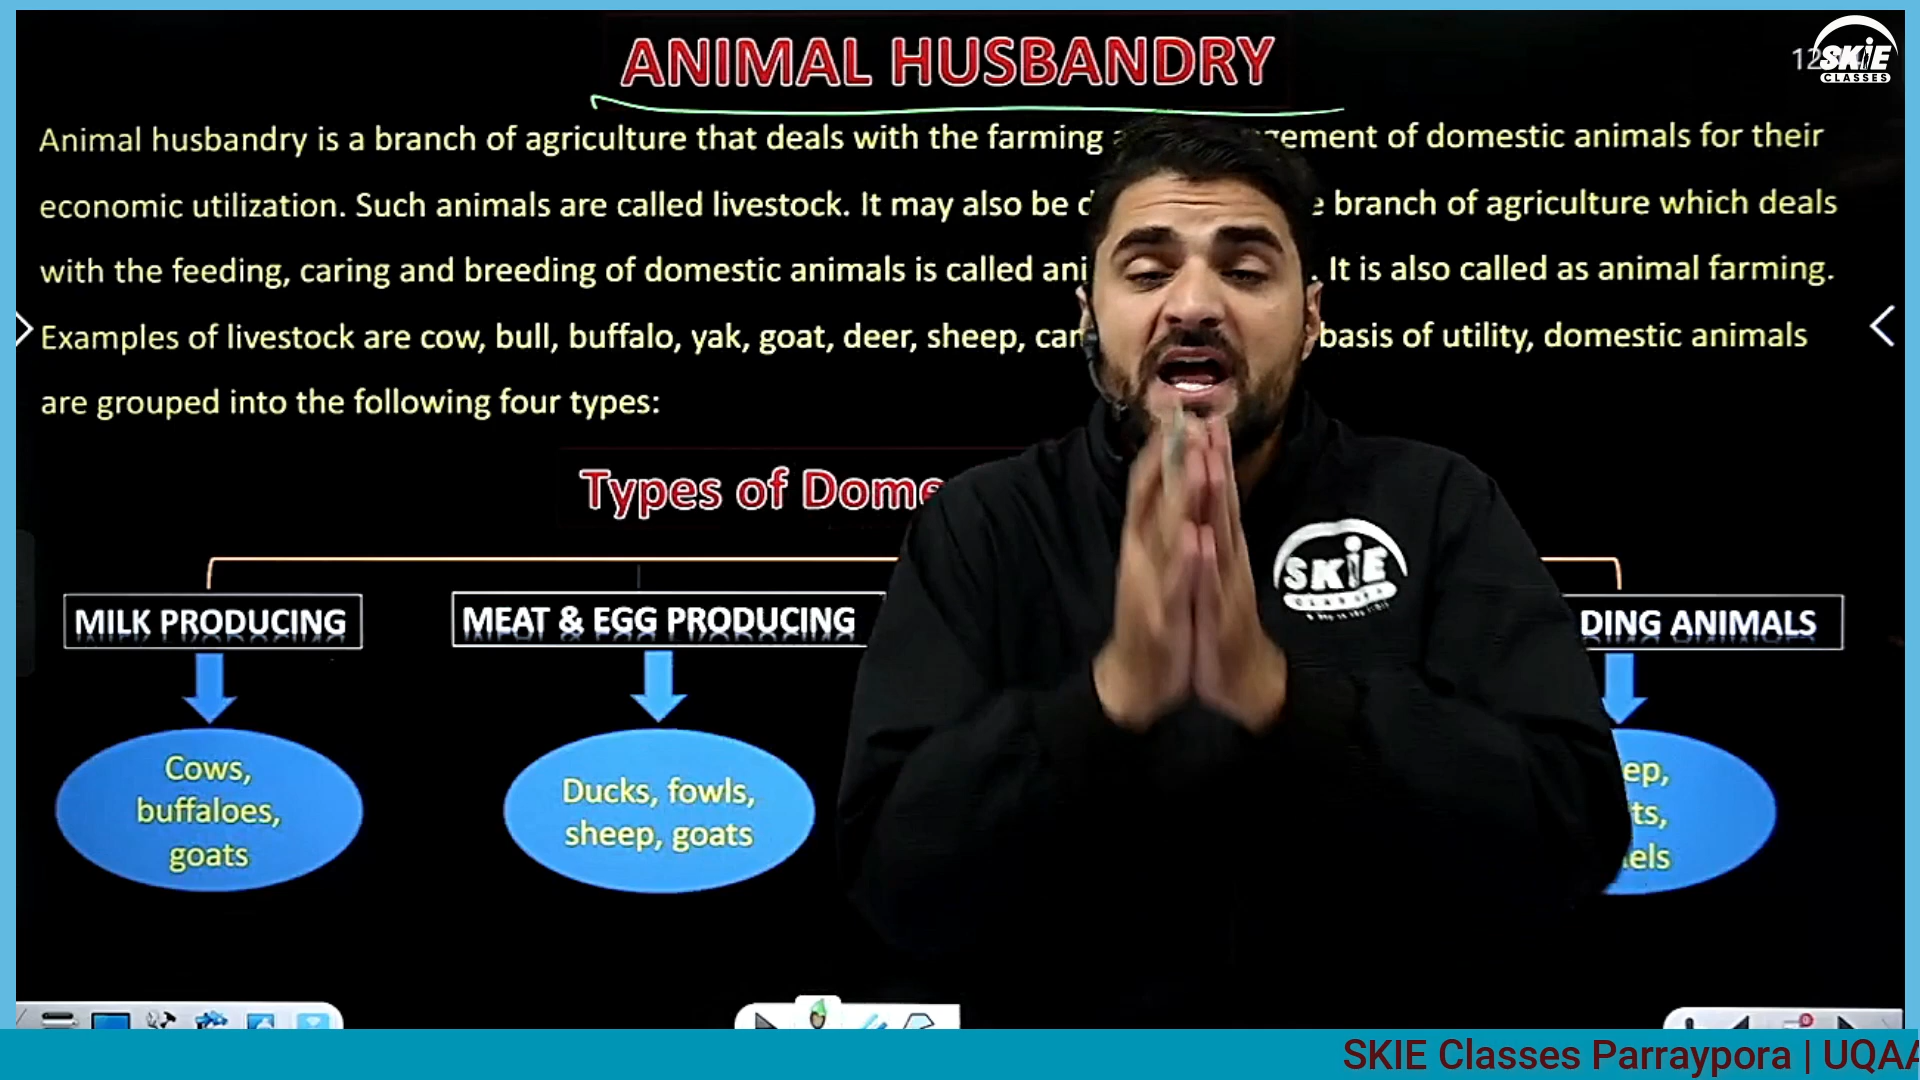 ANIMAL HUSBANDRY
12
SKiE
CLASSES
Animal husbandry is a branch of agriculture that deals with the farming of domestic animals for their
economic utilization. Such animals are called livestock. It may also be branch of agriculture which deals
with the feeding, caring and breeding of domestic animals is called . It is also called as animal farming.
Examples of livestock are cow, bull, buffalo, yak, goat, deer, sheep, basis of utility, domestic animals
are grouped into the following four types:
Types of
MILK PRODUCING
MEAT & EGG PRODUCING
ANIMALS
SKiE
Cows,
buffaloes,
goats
Ducks, fowls,
sheep, goats
SKIE Classes Parraypora |